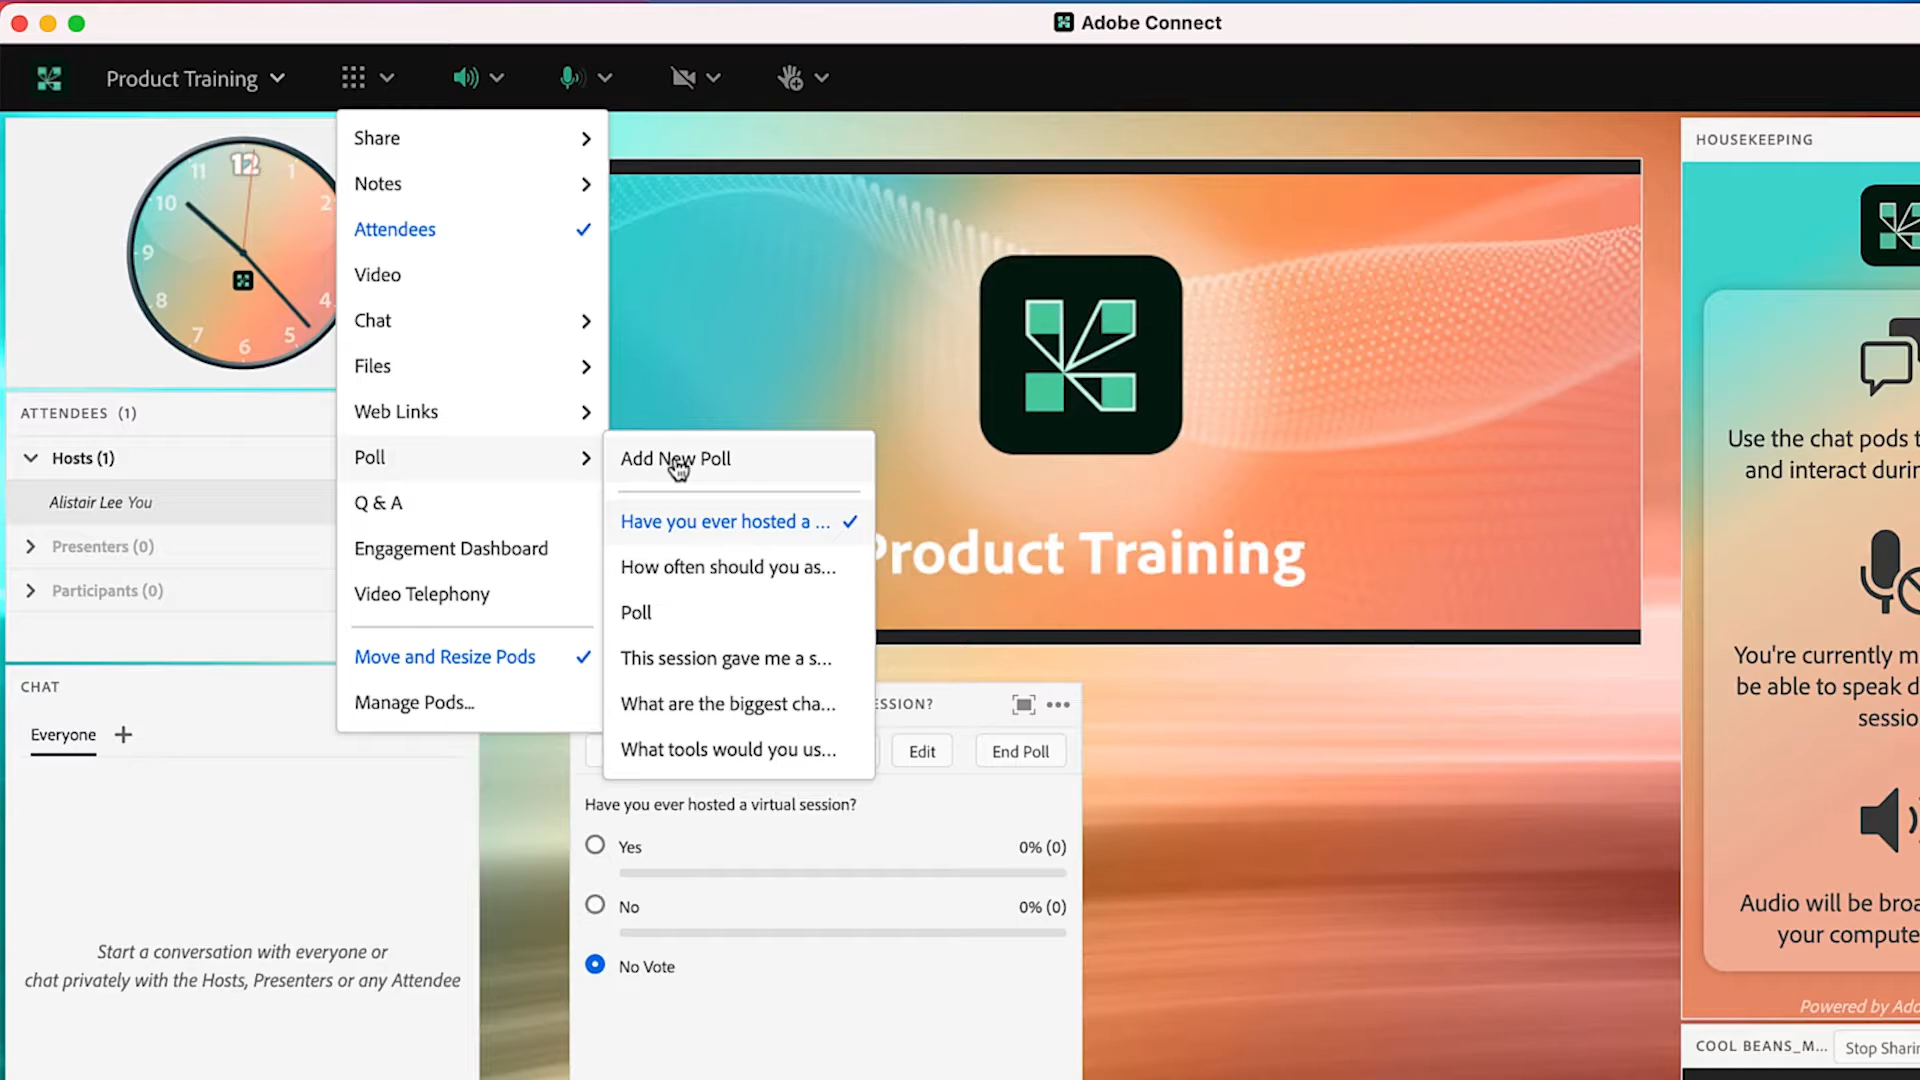 Adobe Connect
Product Training
12
1
2
4
5
6
7
8
9
10
11
ATTENDEES (1)
Hosts (1)
Alistair Lee You
Presenters (0)
Participants (0)
CHAT
Everyone +
Start a conversation with everyone or
chat privately with the Hosts, Presenters or any Attendee
Share
Notes
Attendees
Video
Chat
Files
Web Links
Poll
Q & A
Engagement Dashboard
Video Telephony
Move and Resize Pods
Manage Pods...
Add New Poll
Have you ever hosted a ...
How often should you as...
Poll
This session gave me a s...
What are the biggest cha...
What tools would you us...
Product Training
ESSION?
Edit
End Poll
Have you ever hosted a virtual session?
Yes 0% (0)
No 0% (0)
No Vote
HOUSEKEEPING
Use the chat pods t
and interact durin
You're currently m
be able to speak d
sessio
Audio will be broa
your compute
Powered by Ado
COOL BEANS_M... Stop Sharin